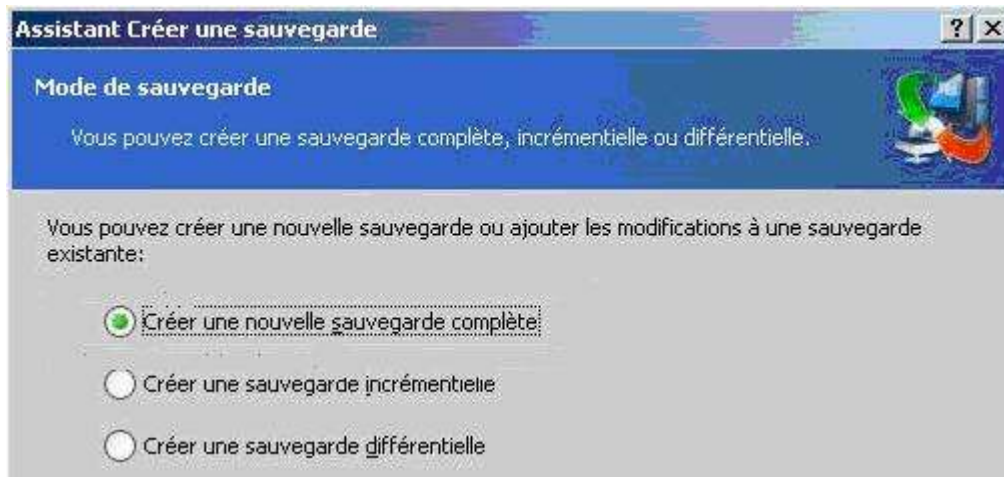 Assistant Créer une sauvegarde
Mode de sauvegarde
Vous pouvez créer une sauvegarde complète, incrémentielle ou différentielle.
Vous pouvez créer une nouvelle sauvegarde ou ajouter les modifications à une sauvegarde
existante:
Créer une nouvelle sauvegarde complète
Créer une sauvegarde incrémentielle
Créer une sauvegarde différentielle